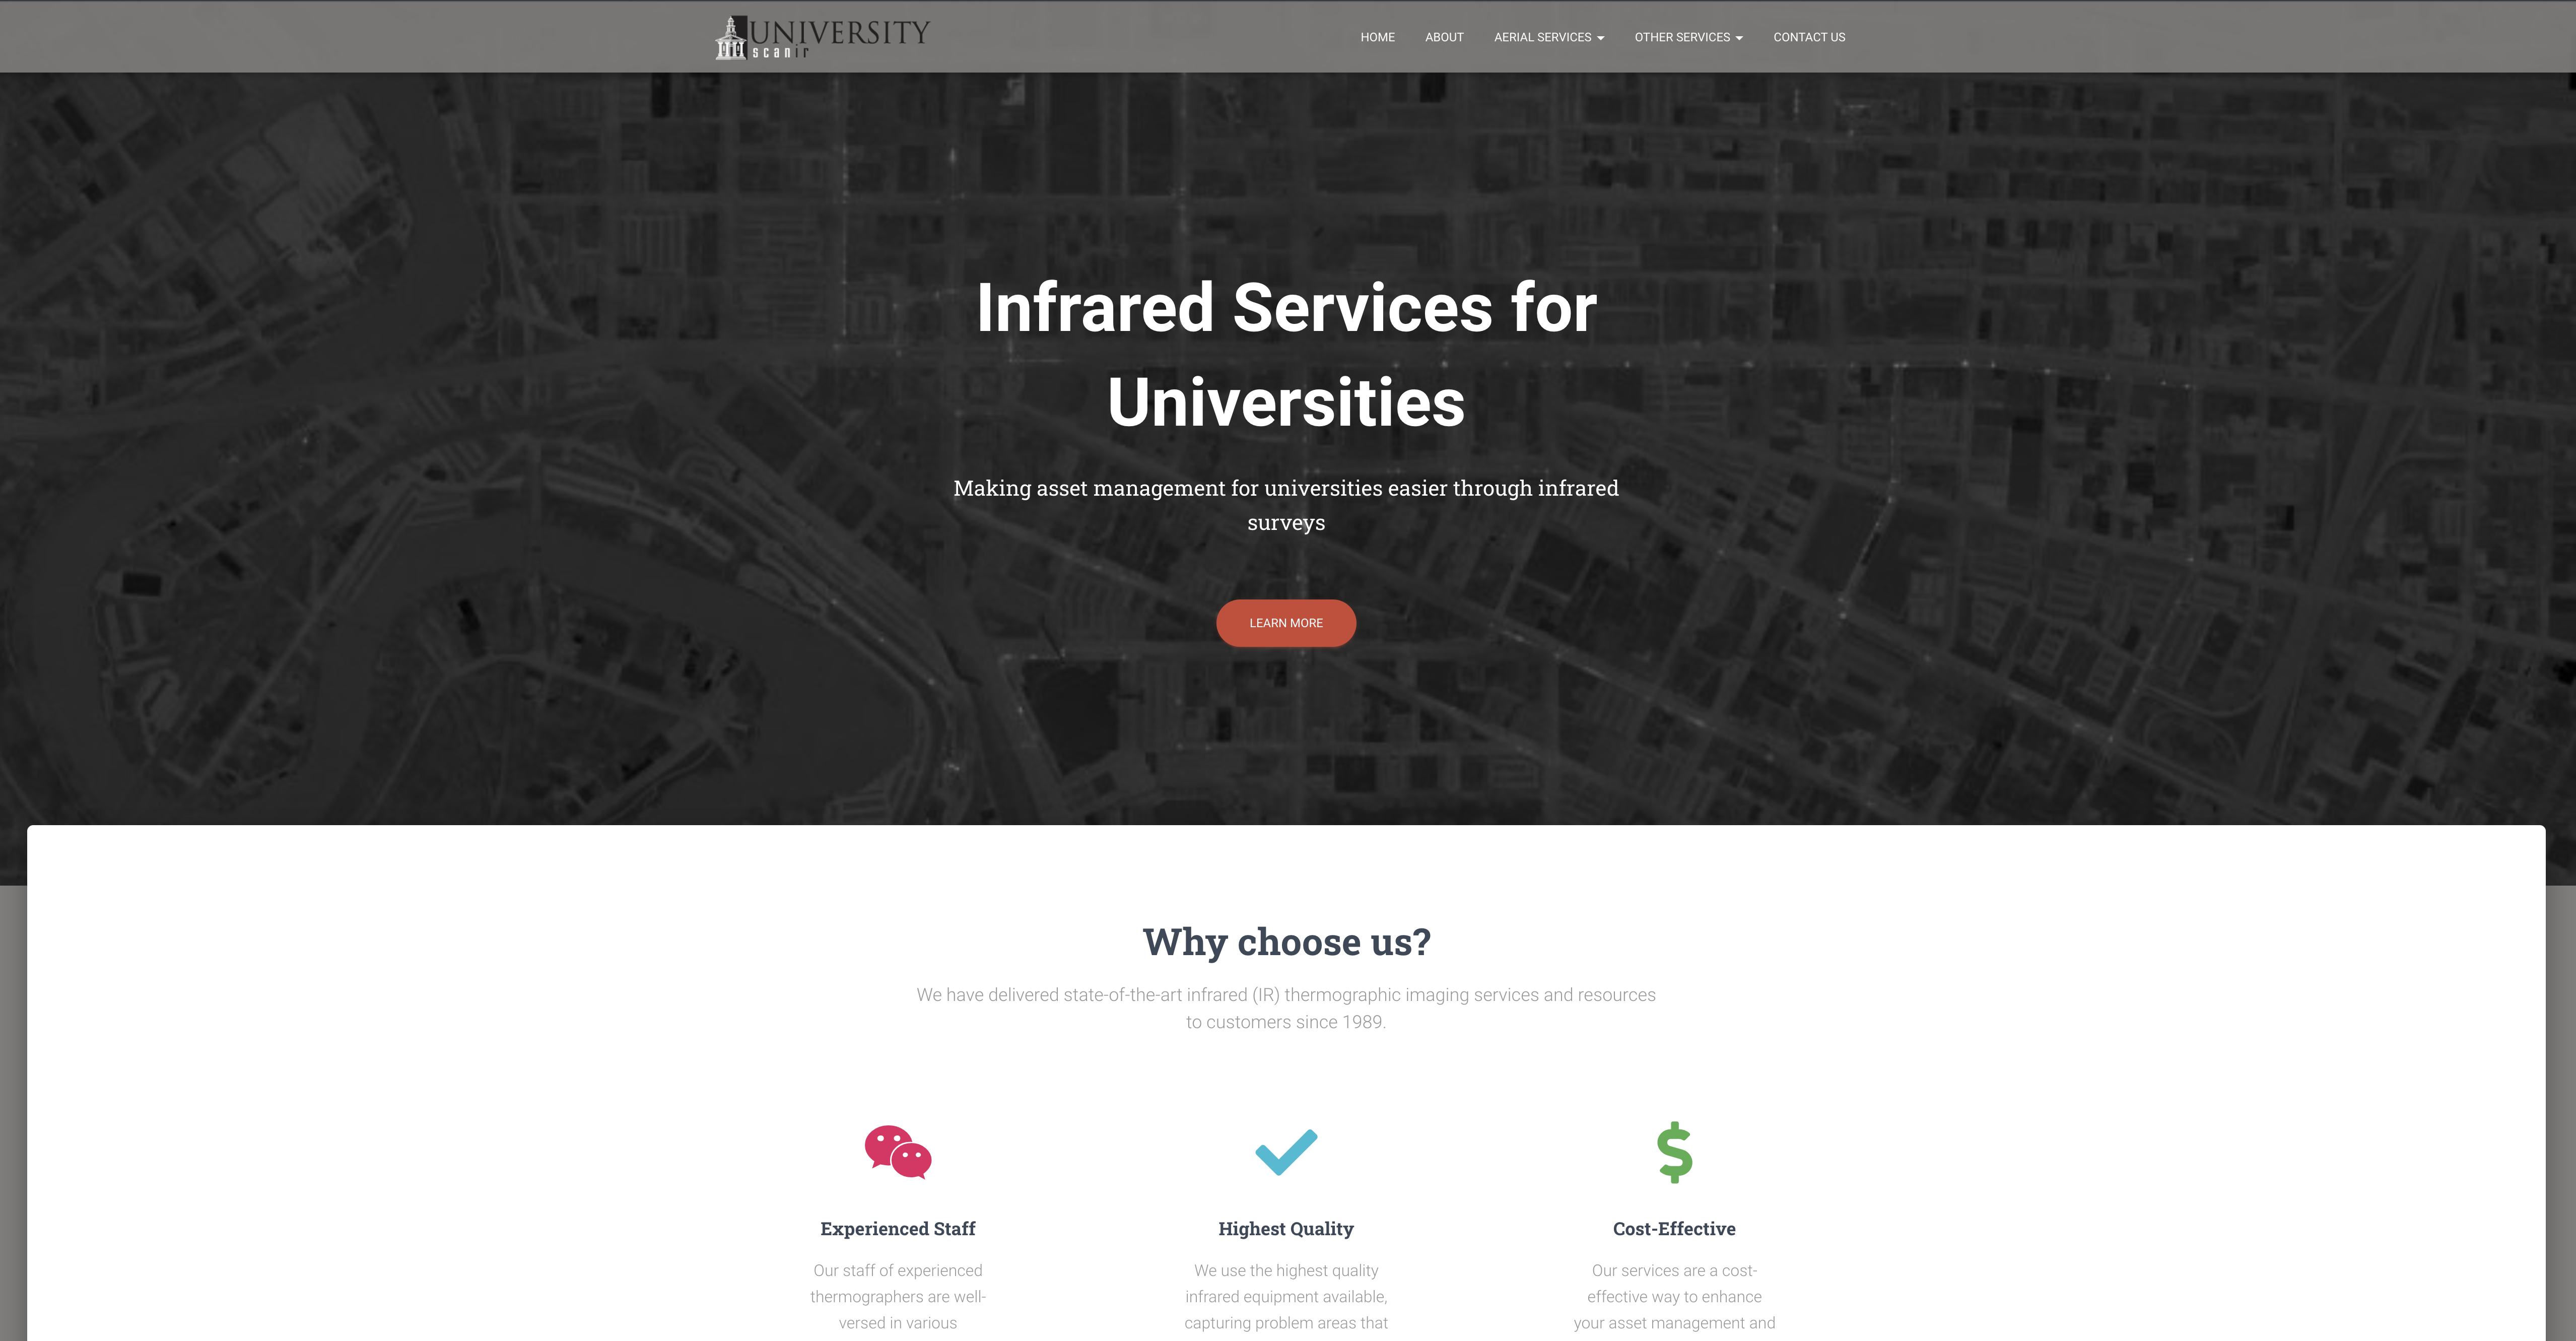 UNIVERSITY
scanir
HOME ABOUT AERIAL SERVICES OTHER SERVICES CONTACT US
Infrared Services for
Universities
Making asset management for universities easier through infrared
surveys
LEARN MORE
Why choose us?
We have delivered state-of-the-art infrared (IR) thermographic imaging services and resources
to customers since 1989.
Experienced Staff
Our staff of experienced
thermographers are well-
versed in various
Highest Quality
We use the highest quality
infrared equipment available,
capturing problem areas that
Cost-Effective
Our services are a cost-
effective way to enhance
your asset management and